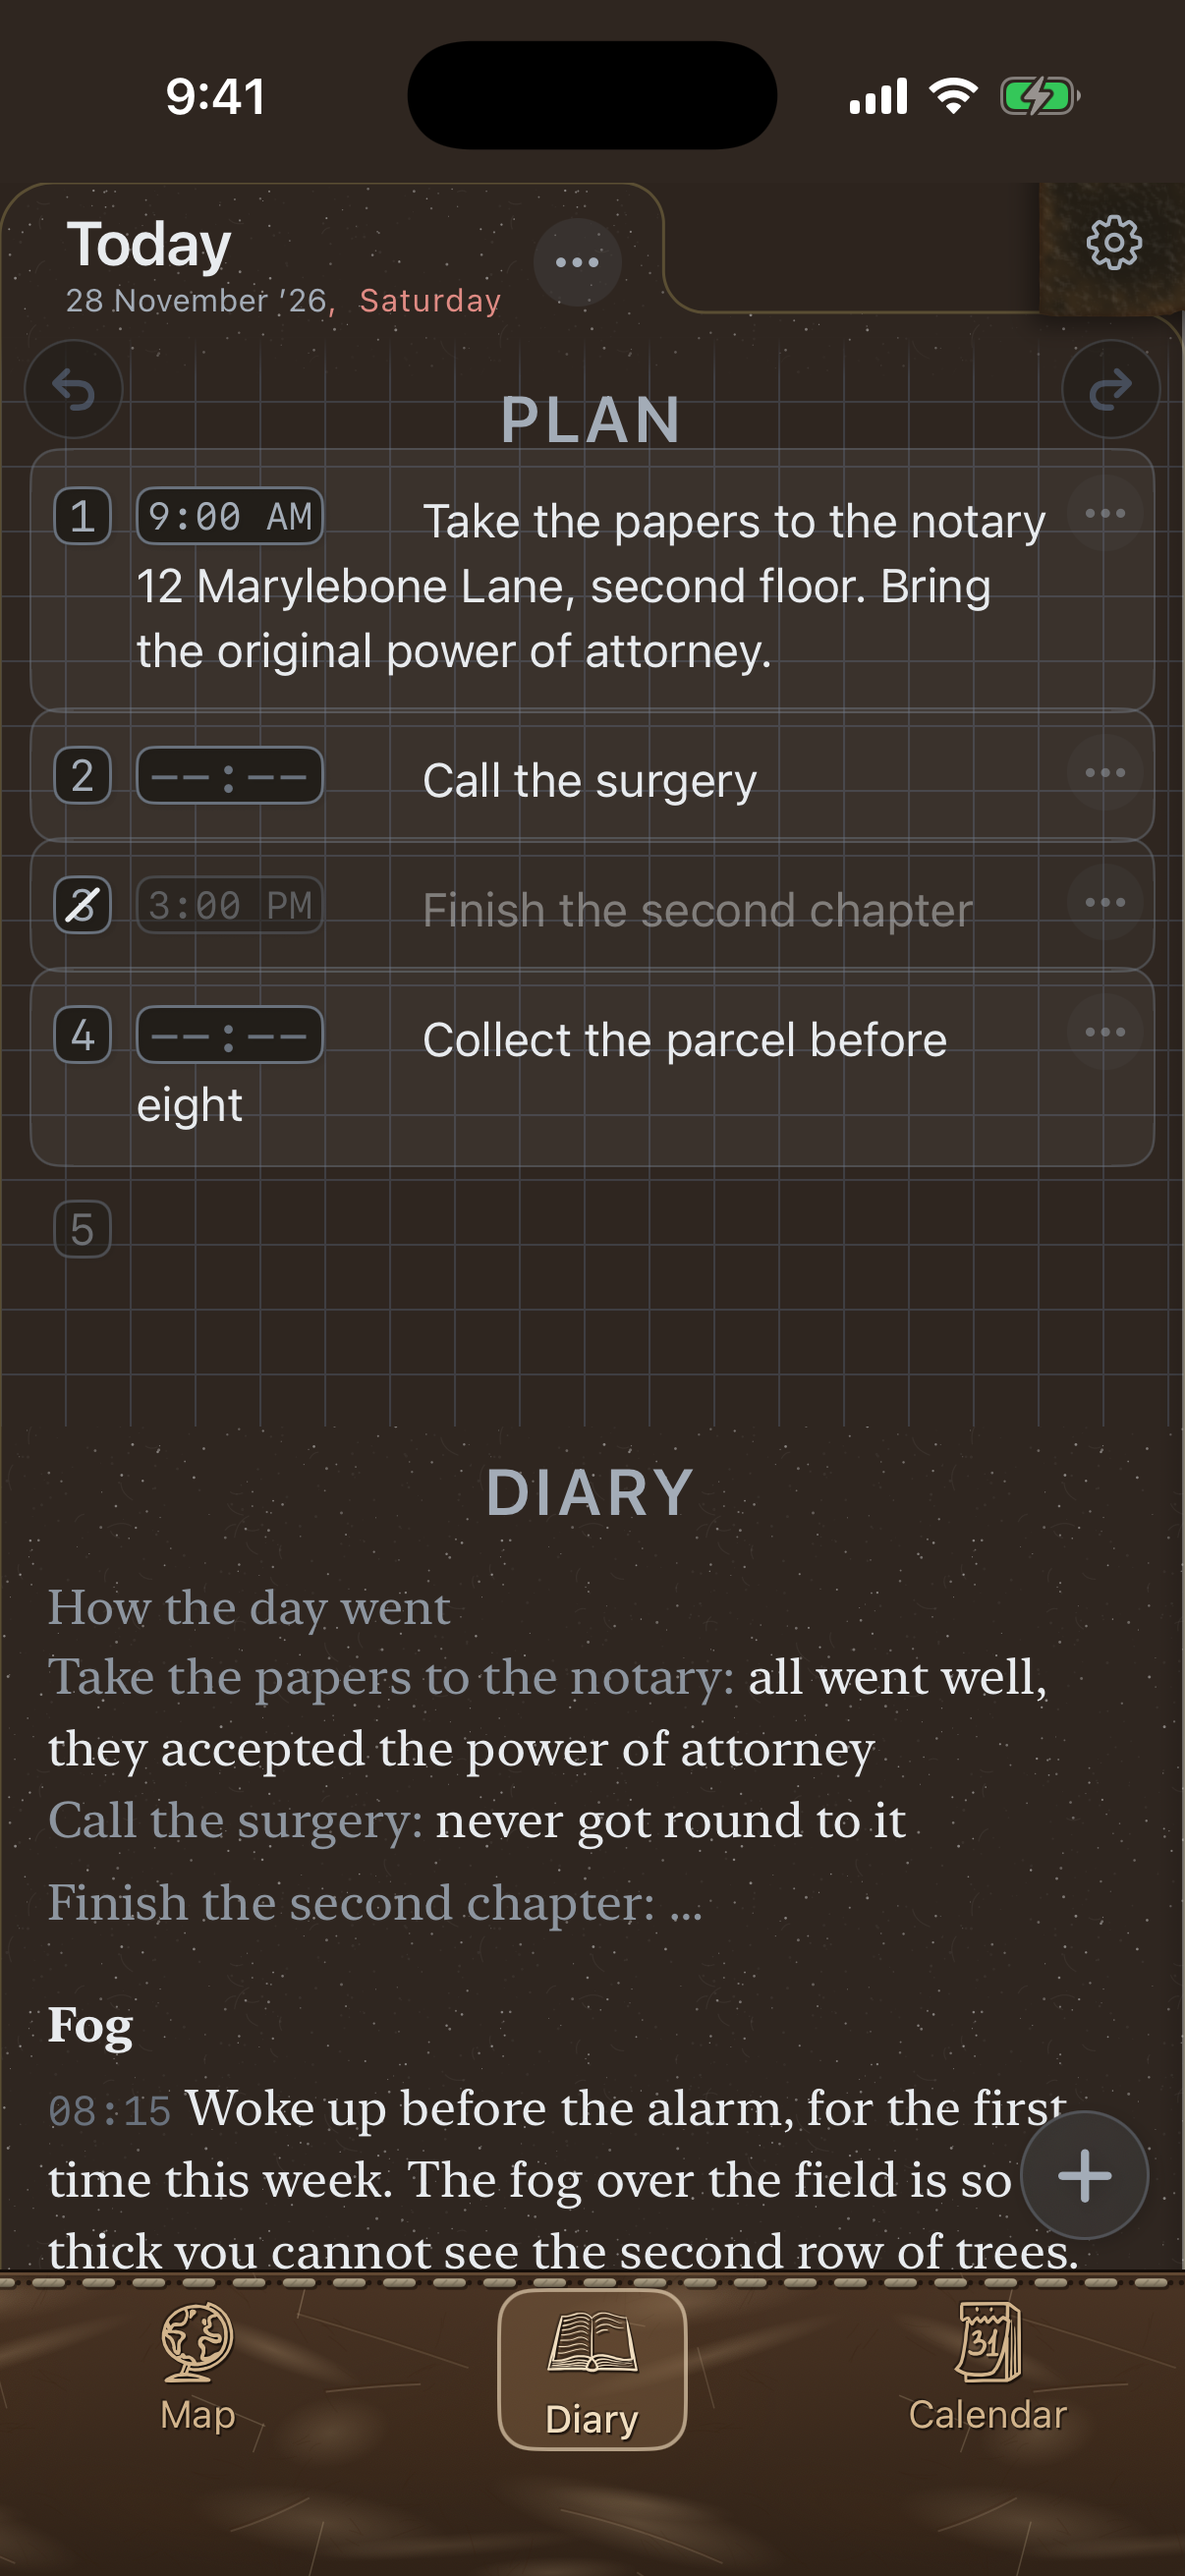 9:41
Today
28 November ’26, Saturday
PLAN
1 9:00 AM Take the papers to the notary
12 Marylebone Lane, second floor. Bring
the original power of attorney.
2 --:-- Call the surgery
3 3:00 PM Finish the second chapter
4 --:-- Collect the parcel before
eight
5
DIARY
How the day went
Take the papers to the notary: all went well,
they accepted the power of attorney
Call the surgery: never got round to it
Finish the second chapter: ...
Fog
08:15 Woke up before the alarm, for the first
time this week. The fog over the field is so
thick you cannot see the second row of trees.
31
Map
Diary
Calendar